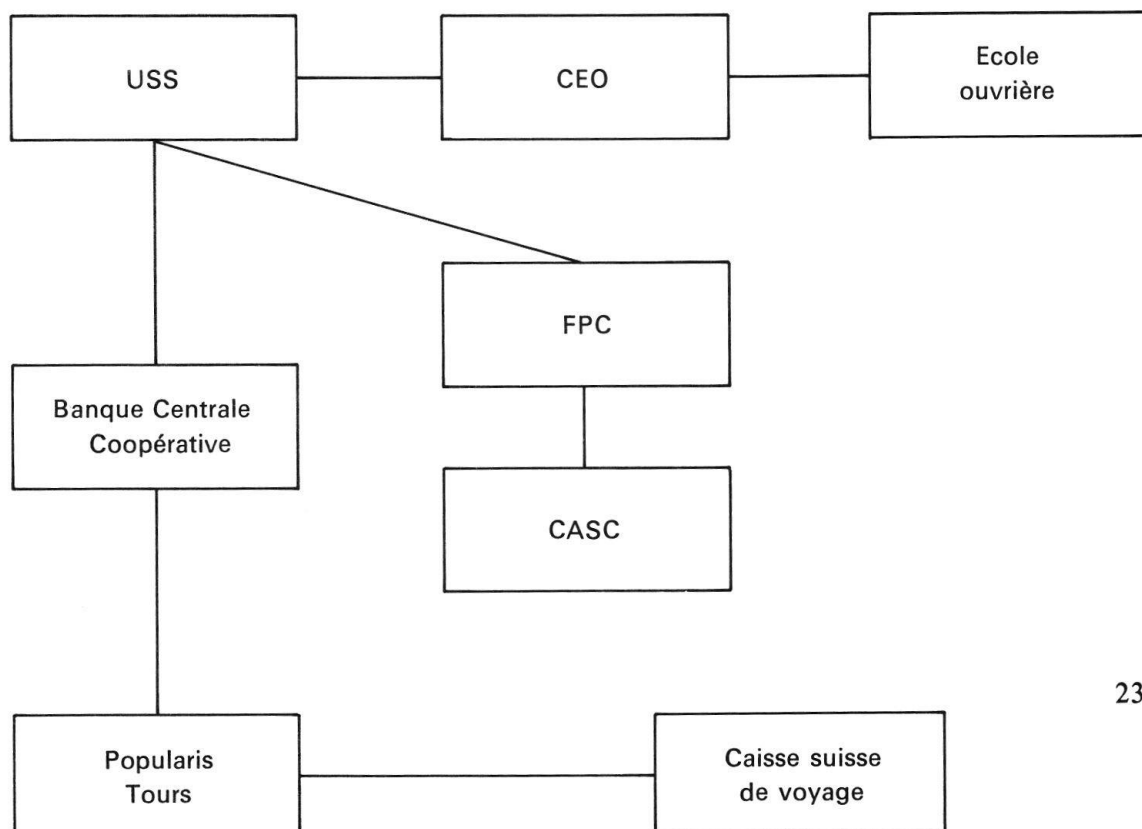 USS
CEO
Ecole
ouvrière
FPC
Banque Centrale
Coopérative
CASC
23
Popularis
Tours
Caisse suisse
de voyage